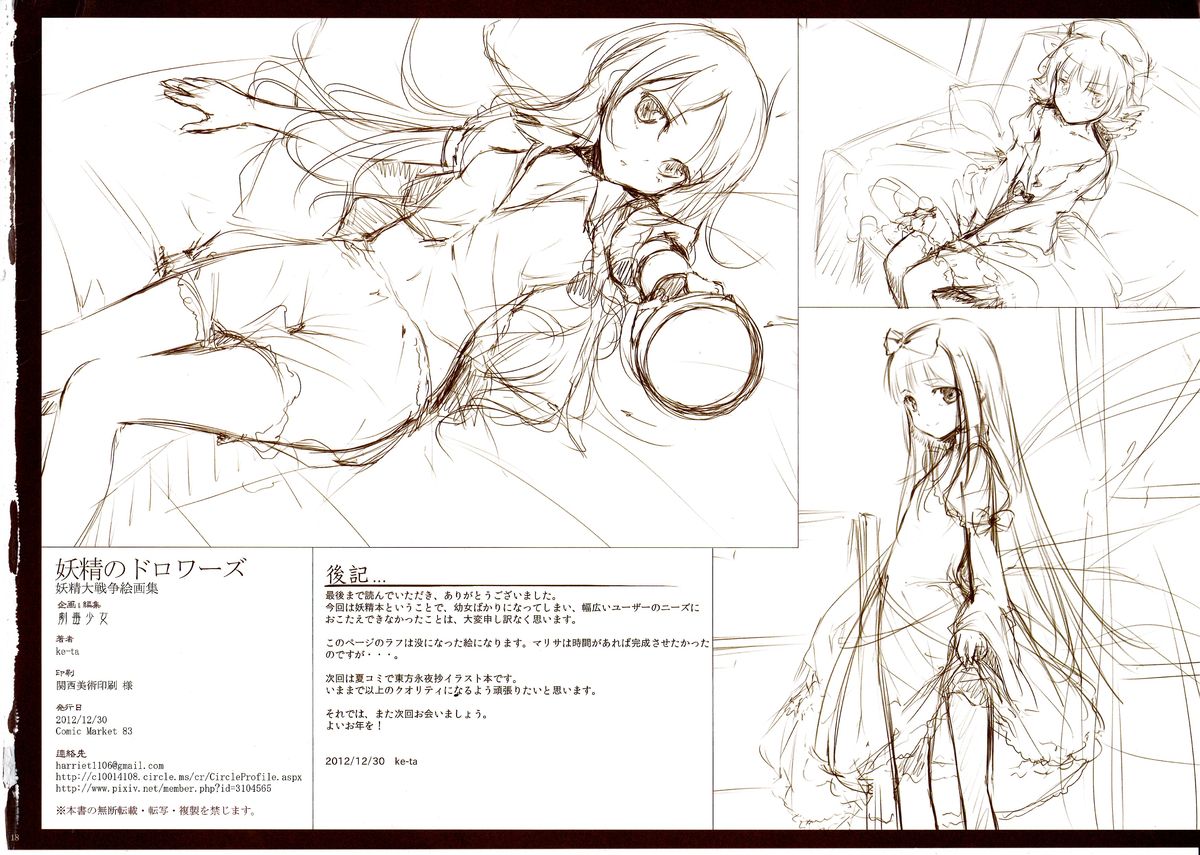 妖精のドロワーズ
妖精大戦争絵画集
企画&編集
劇毒少女
著者
ke-ta
印刷
関西美術印刷 様
発行日
2012/12/30
Comic Market 83
連絡先
harriet1106@gmail.com
http://c10014108.circle.ms/cr/CircleProfile.aspx
http://www.pixiv.net/member.php?id=3104565
※本書の無断転載・転写・複製を禁じます。
後記...
最後まで読んでいただき、ありがとうございました。
今回は妖精本ということで、幼女ばかりになってしまい、幅広いユーザーのニーズに
おこたえできなかったことは、大変申し訳なく思います。
このページのラフは没になった絵になります。マリサは時間があれば完成させたかった
のですが・・・。
次回は夏コミで東方永夜抄イラスト本です。
いままで以上のクオリティになるよう頑張りたいと思います。
それでは、また次回お会いましょう。
よいお年を！
2012/12/30 ke-ta
18